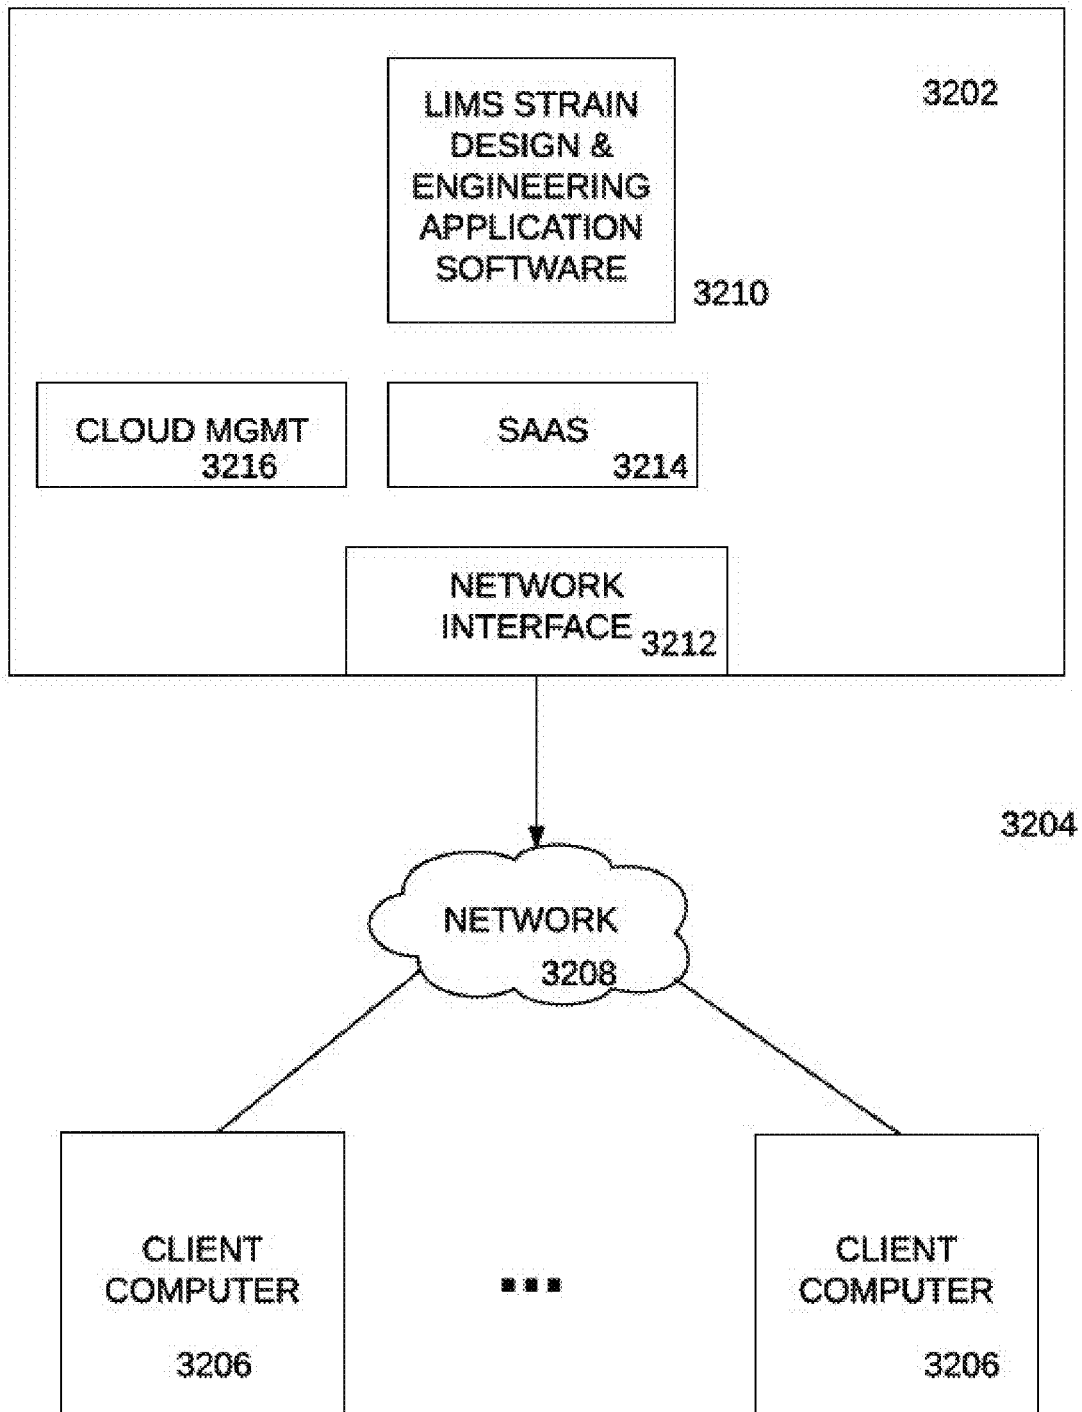 3202
LIMS STRAIN
DESIGN &
ENGINEERING
APPLICATION
SOFTWARE
3210
CLOUD MGMT
3216
SAAS
3214
NETWORK
INTERFACE
3212
3204
NETWORK
3208
CLIENT
COMPUTER
3206
CLIENT
COMPUTER
3206